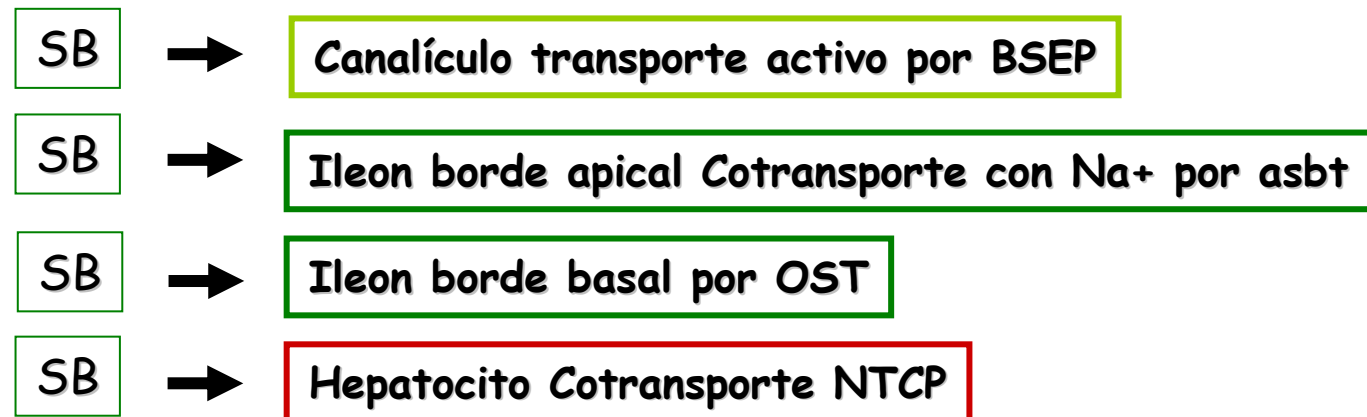 SB Canalículo transporte activo por BSEP
SB Ileon borde apical Cotransporte con Na+ por asbt
SB Ileon borde basal por OST
SB Hepatocito Cotransporte NTCP